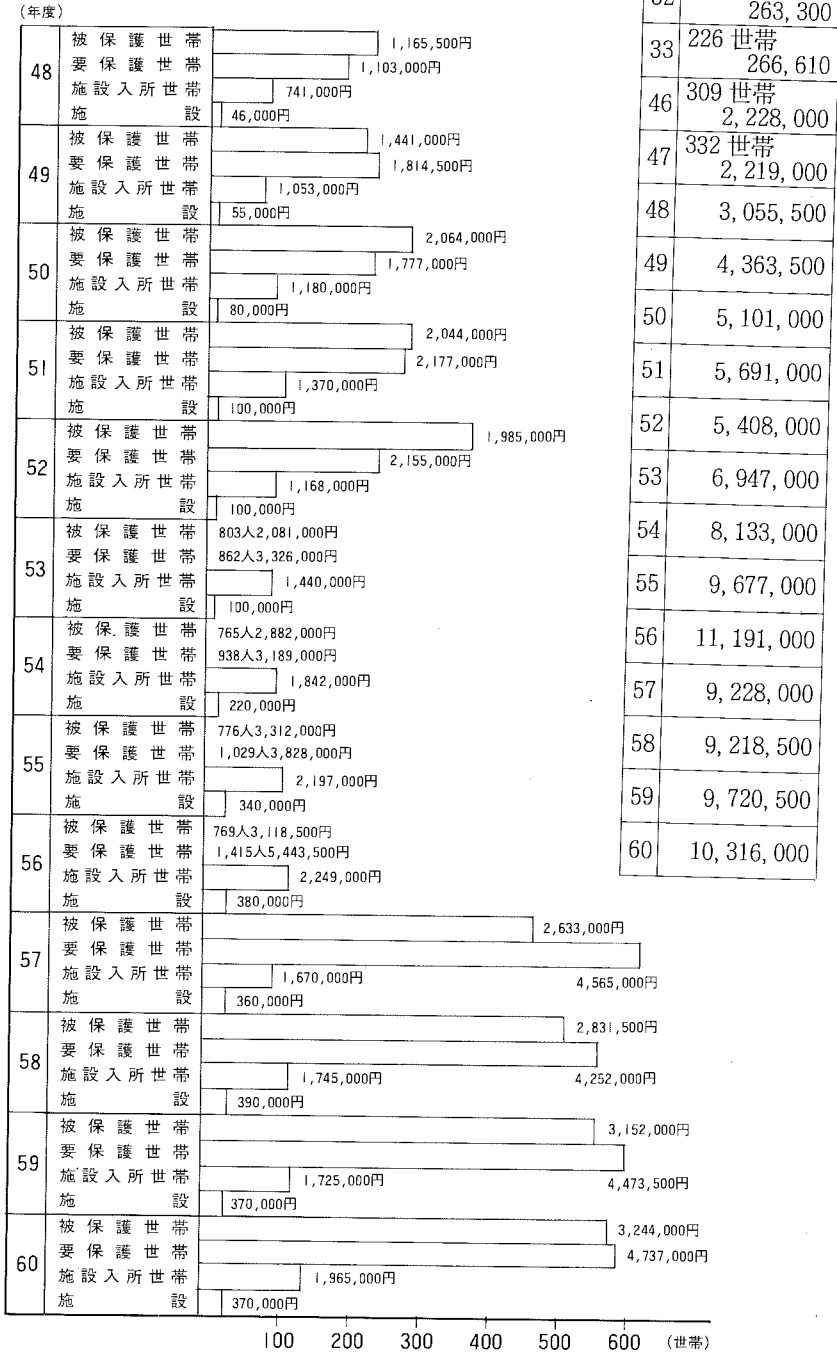 (年度)
48
被保護世帯 1,165,500円
要保護世帯 1,103,000円
施設入所世帯 741,000円
施設 46,000円
49
被保護世帯 1,441,000円
要保護世帯 1,814,500円
施設入所世帯 1,053,000円
施設 55,000円
50
被保護世帯 2,064,000円
要保護世帯 1,777,000円
施設入所世帯 1,180,000円
施設 80,000円
51
被保護世帯 2,044,000円
要保護世帯 2,177,000円
施設入所世帯 1,370,000円
施設 100,000円
52
被保護世帯 1,985,000円
要保護世帯 2,155,000円
施設入所世帯 1,168,000円
施設 100,000円
53
被保護世帯 803人2,081,000円
要保護世帯 862人3,326,000円
施設入所世帯 1,440,000円
施設 100,000円
54
被保護世帯 765人2,882,000円
要保護世帯 938人3,189,000円
施設入所世帯 1,842,000円
施設 220,000円
55
被保護世帯 776人3,312,000円
要保護世帯 1,029人3,828,000円
施設入所世帯 2,197,000円
施設 340,000円
56
被保護世帯 769人3,118,500円
要保護世帯 1,415人5,443,500円
施設入所世帯 2,249,000円
施設 380,000円
57
被保護世帯 2,633,000円
要保護世帯
施設入所世帯 1,670,000円 4,565,000円
施設 360,000円
58
被保護世帯 2,831,500円
要保護世帯
施設入所世帯 1,745,000円 4,252,000円
施設 390,000円
59
被保護世帯 3,152,000円
要保護世帯
施設入所世帯 1,725,000円 4,473,500円
施設 370,000円
60
被保護世帯 3,244,000円
要保護世帯 4,737,000円
施設入所世帯 1,965,000円
施設 370,000円
100 200 300 400 500 600 (世帯)
263,300
33 226世帯
266,610
46 309世帯
2,228,000
47 332世帯
2,219,000
48 3,055,500
49 4,363,500
50 5,101,000
51 5,691,000
52 5,408,000
53 6,947,000
54 8,133,000
55 9,677,000
56 11,191,000
57 9,228,000
58 9,218,500
59 9,720,500
60 10,316,000